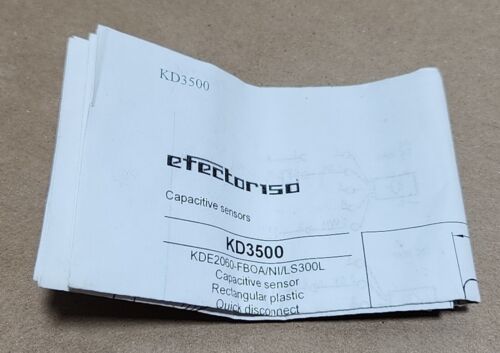 KD3500
efector150
Capacitive sensors
KD3500
KDE2060-FBOA/NI/LS300L
Capacitive sensor
Rectangular plastic
Quick disconnect